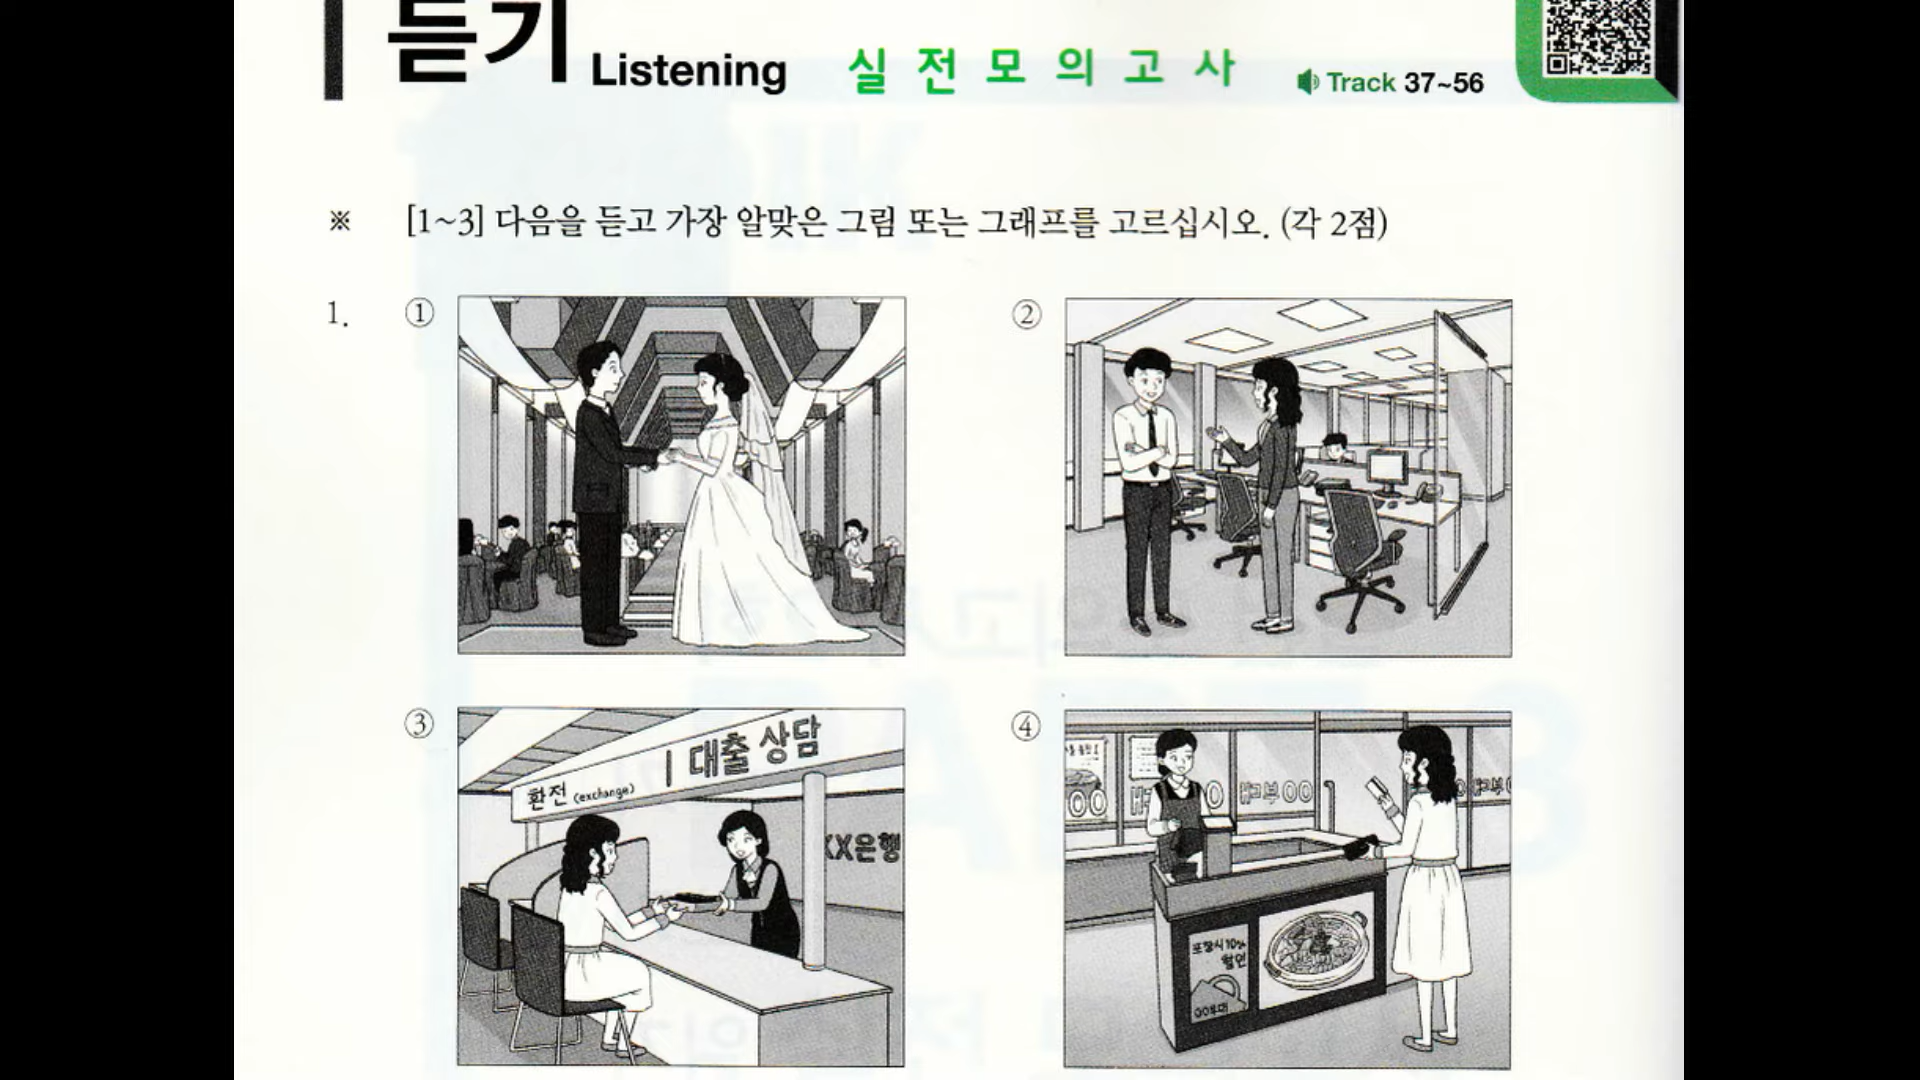 듣기 Listening 실전모의고사 Track 37~56
※ [1~3] 다음을 듣고 가장 알맞은 그림 또는 그래프를 고르십시오. (각 2점)
1. ① ②
③ ④
대출 상담
환전 (exchange)
XX은행
포장시 10%
할인